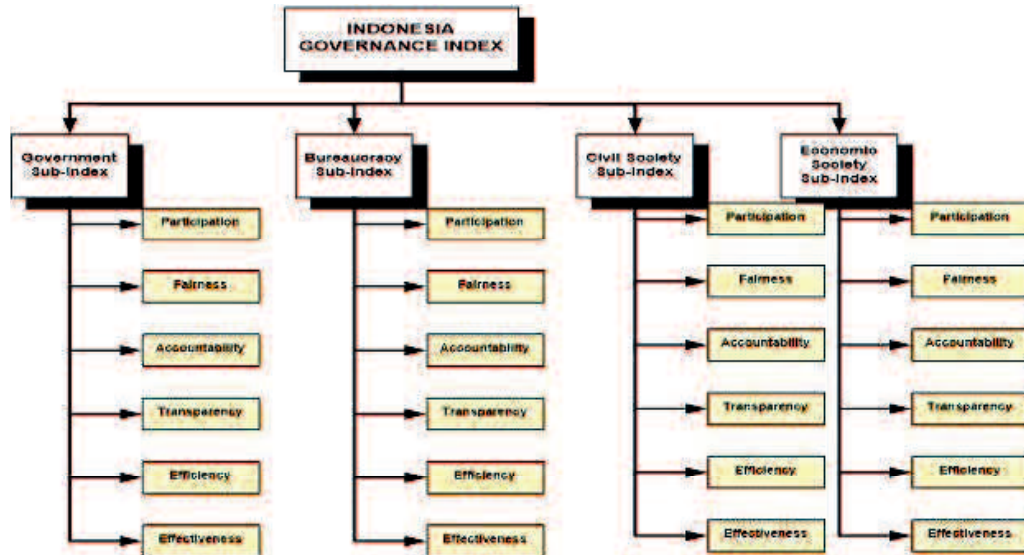 INDONESIA
GOVERNANCE INDEX
Government
Sub-Index
Bureaucracy
Sub-Index
Civil Society
Sub-Index
Economic
Society
Sub-Index
Participation
Participation
Participation
Participation
Fairness
Fairness
Fairness
Fairness
Accountability
Accountability
Accountability
Accountability
Transparency
Transparency
Transparency
Transparency
Efficiency
Efficiency
Efficiency
Efficiency
Effectiveness
Effectiveness
Effectiveness
Effectiveness